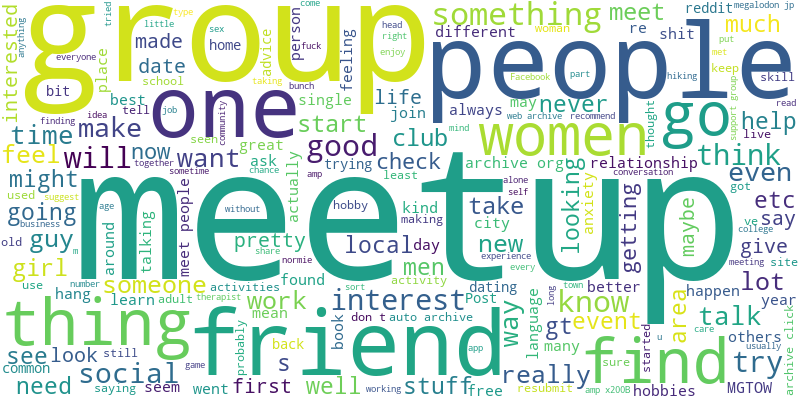 group
people
meetup
friend
thing
find
one
women
go
something
meet
reddit
megalodon jp
much
tried
little
type
sex
come
head
right
enjoy
fuck
everyone
anything
interested
made
date
home
place
school
advice
person
feeling
different
re
shit
woman
put
met
keep
skill
hiking
read
support group
Facebook
part
web archive
recommend
bit
best
tell
job
idea
finding
taking
bunch
single
life
join
always
may
never
thought
help
live
time
make
community
seen
great
start
good
club
mind
feel
will
now
want
ask
actually
trying
check
archive org
relationship
think
together
sometime
chance
amp
least
alone
self
conversation
even
got
might
used
suggest
meet people
without
hobby
kind
making
take
looking
anxiety
getting
maybe
etc
going
business
age
talking
pretty
share
normie
local
day
city
new
experience
every
ve
college
say
old
guy
m
around
men
activity
dating
meeting
site
give
girl
someone
therapist
activities
found
use
number
hang
learn
adult
work
mean
interest
Post
long
town
better
area
happen
year
lot
know
way
language
don t
auto archive
book
sort
gt
event
care
u
talk
others
usually
archive click
see
look
still
probably
back
s
app
many
sure
started
try
common
saying
seem
social
went
first
game
well
working
stuff
free
really
resubmit
amp x200B
hobbies
MGTOW
need